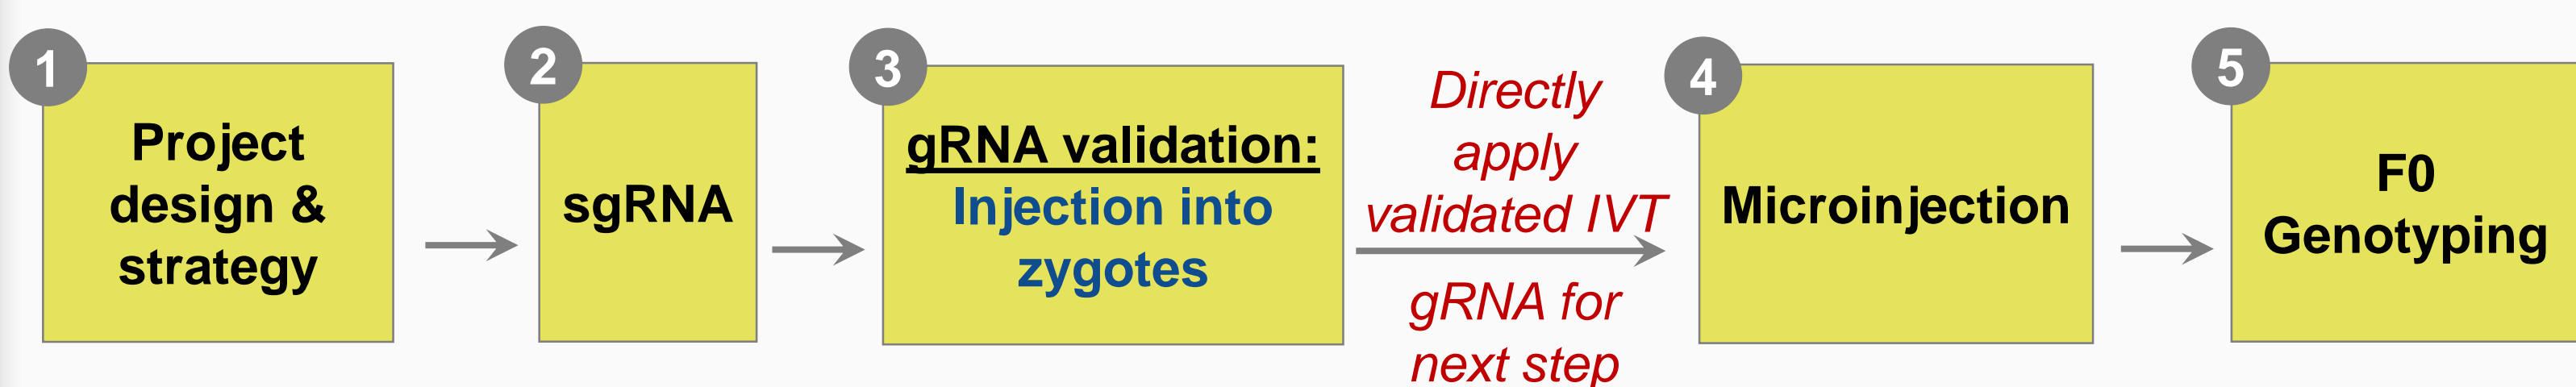 1
Project
design &
strategy
2
sgRNA
3
gRNA validation:
Injection into
zygotes
Directly
apply
validated IVT
gRNA for
next step
4
Microinjection
5
F0
Genotyping